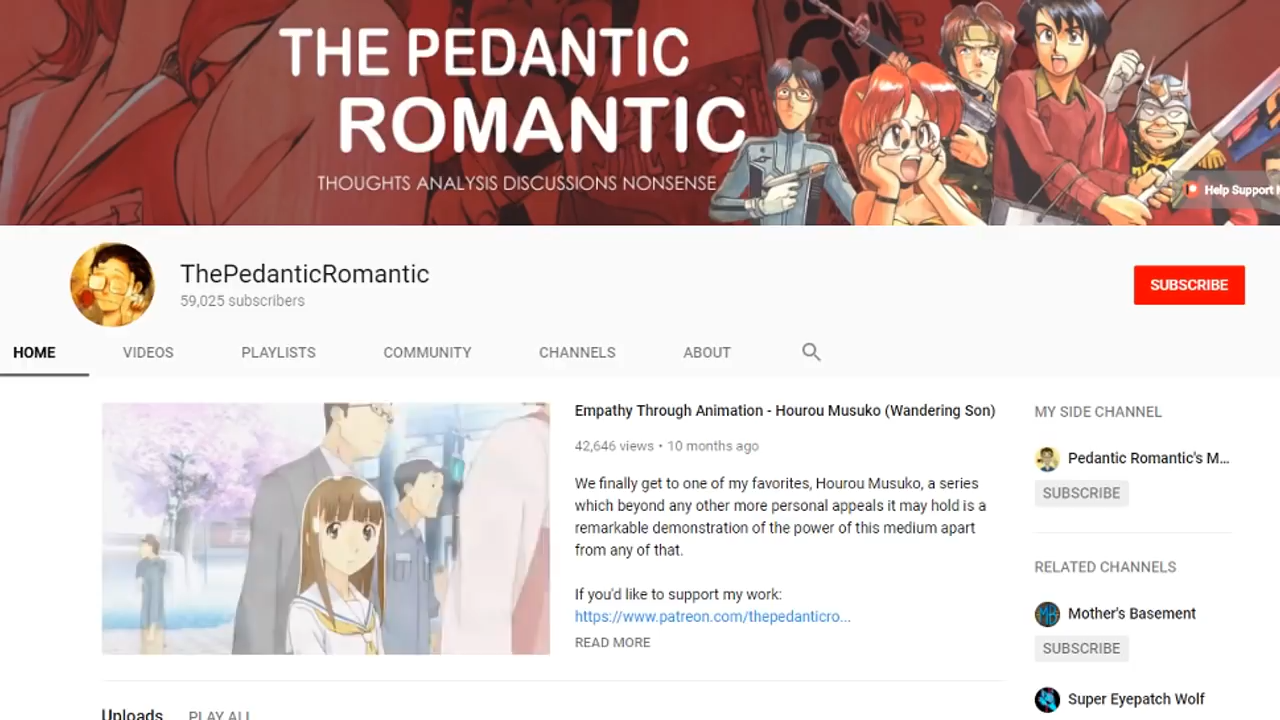 THE PEDANTIC
ROMANTIC
THOUGHTS ANALYSIS DISCUSSIONS NONSENSE
Help Support
ThePedanticRomantic
59,025 subscribers
SUBSCRIBE
HOME VIDEOS PLAYLISTS COMMUNITY CHANNELS ABOUT
Empathy Through Animation - Hourou Musuko (Wandering Son)
42,646 views • 10 months ago
We finally get to one of my favorites, Hourou Musuko, a series
which beyond any other more personal appeals it may hold is a
remarkable demonstration of the power of this medium apart
from any of that.
If you'd like to support my work:
https://www.patreon.com/thepedanticro...
READ MORE
MY SIDE CHANNEL
Pedantic Romantic's M...
SUBSCRIBE
RELATED CHANNELS
Mother's Basement
SUBSCRIBE
Super Eyepatch Wolf
Uploads PLAY ALL